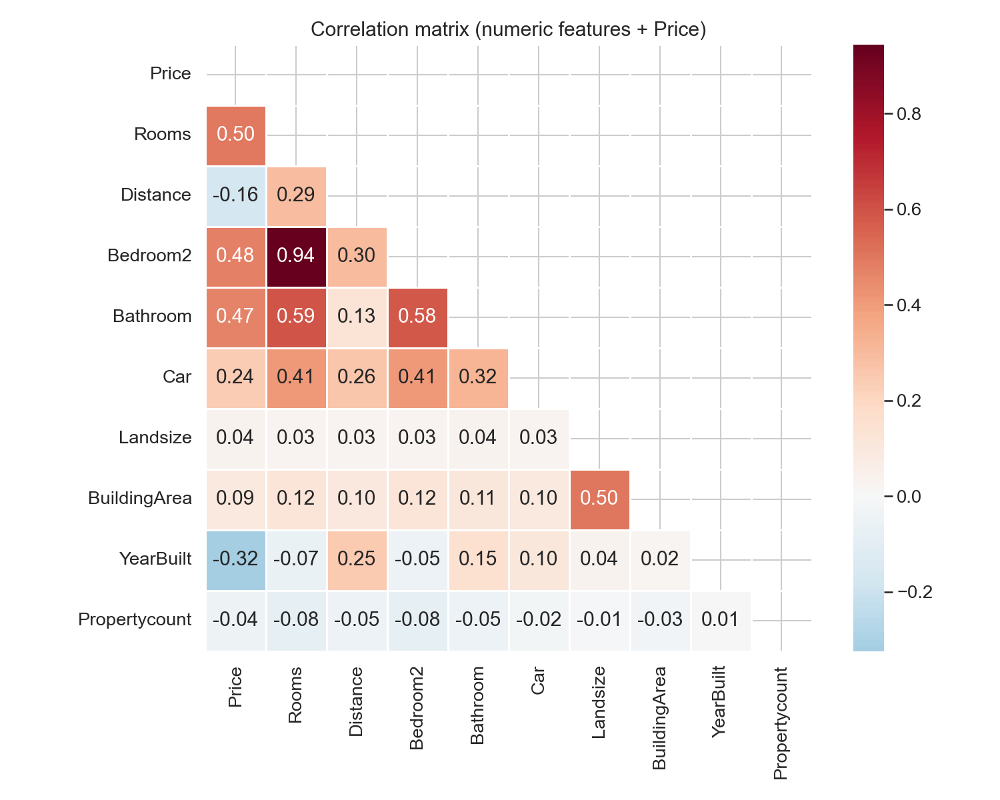 Correlation matrix (numeric features + Price)
Price
Rooms 0.50
Distance -0.16 0.29
Bedroom2 0.48 0.94 0.30
Bathroom 0.47 0.59 0.13 0.58
Car 0.24 0.41 0.26 0.41 0.32
Landsize 0.04 0.03 0.03 0.03 0.04 0.03
BuildingArea 0.09 0.12 0.10 0.12 0.11 0.10 0.50
YearBuilt -0.32 -0.07 0.25 -0.05 0.15 0.10 0.04 0.02
Propertycount -0.04 -0.08 -0.05 -0.08 -0.05 -0.02 -0.01 -0.03 0.01
Price Rooms Distance Bedroom2 Bathroom Car Landsize BuildingArea YearBuilt Propertycount
0.8
0.6
0.4
0.2
0.0
−0.2